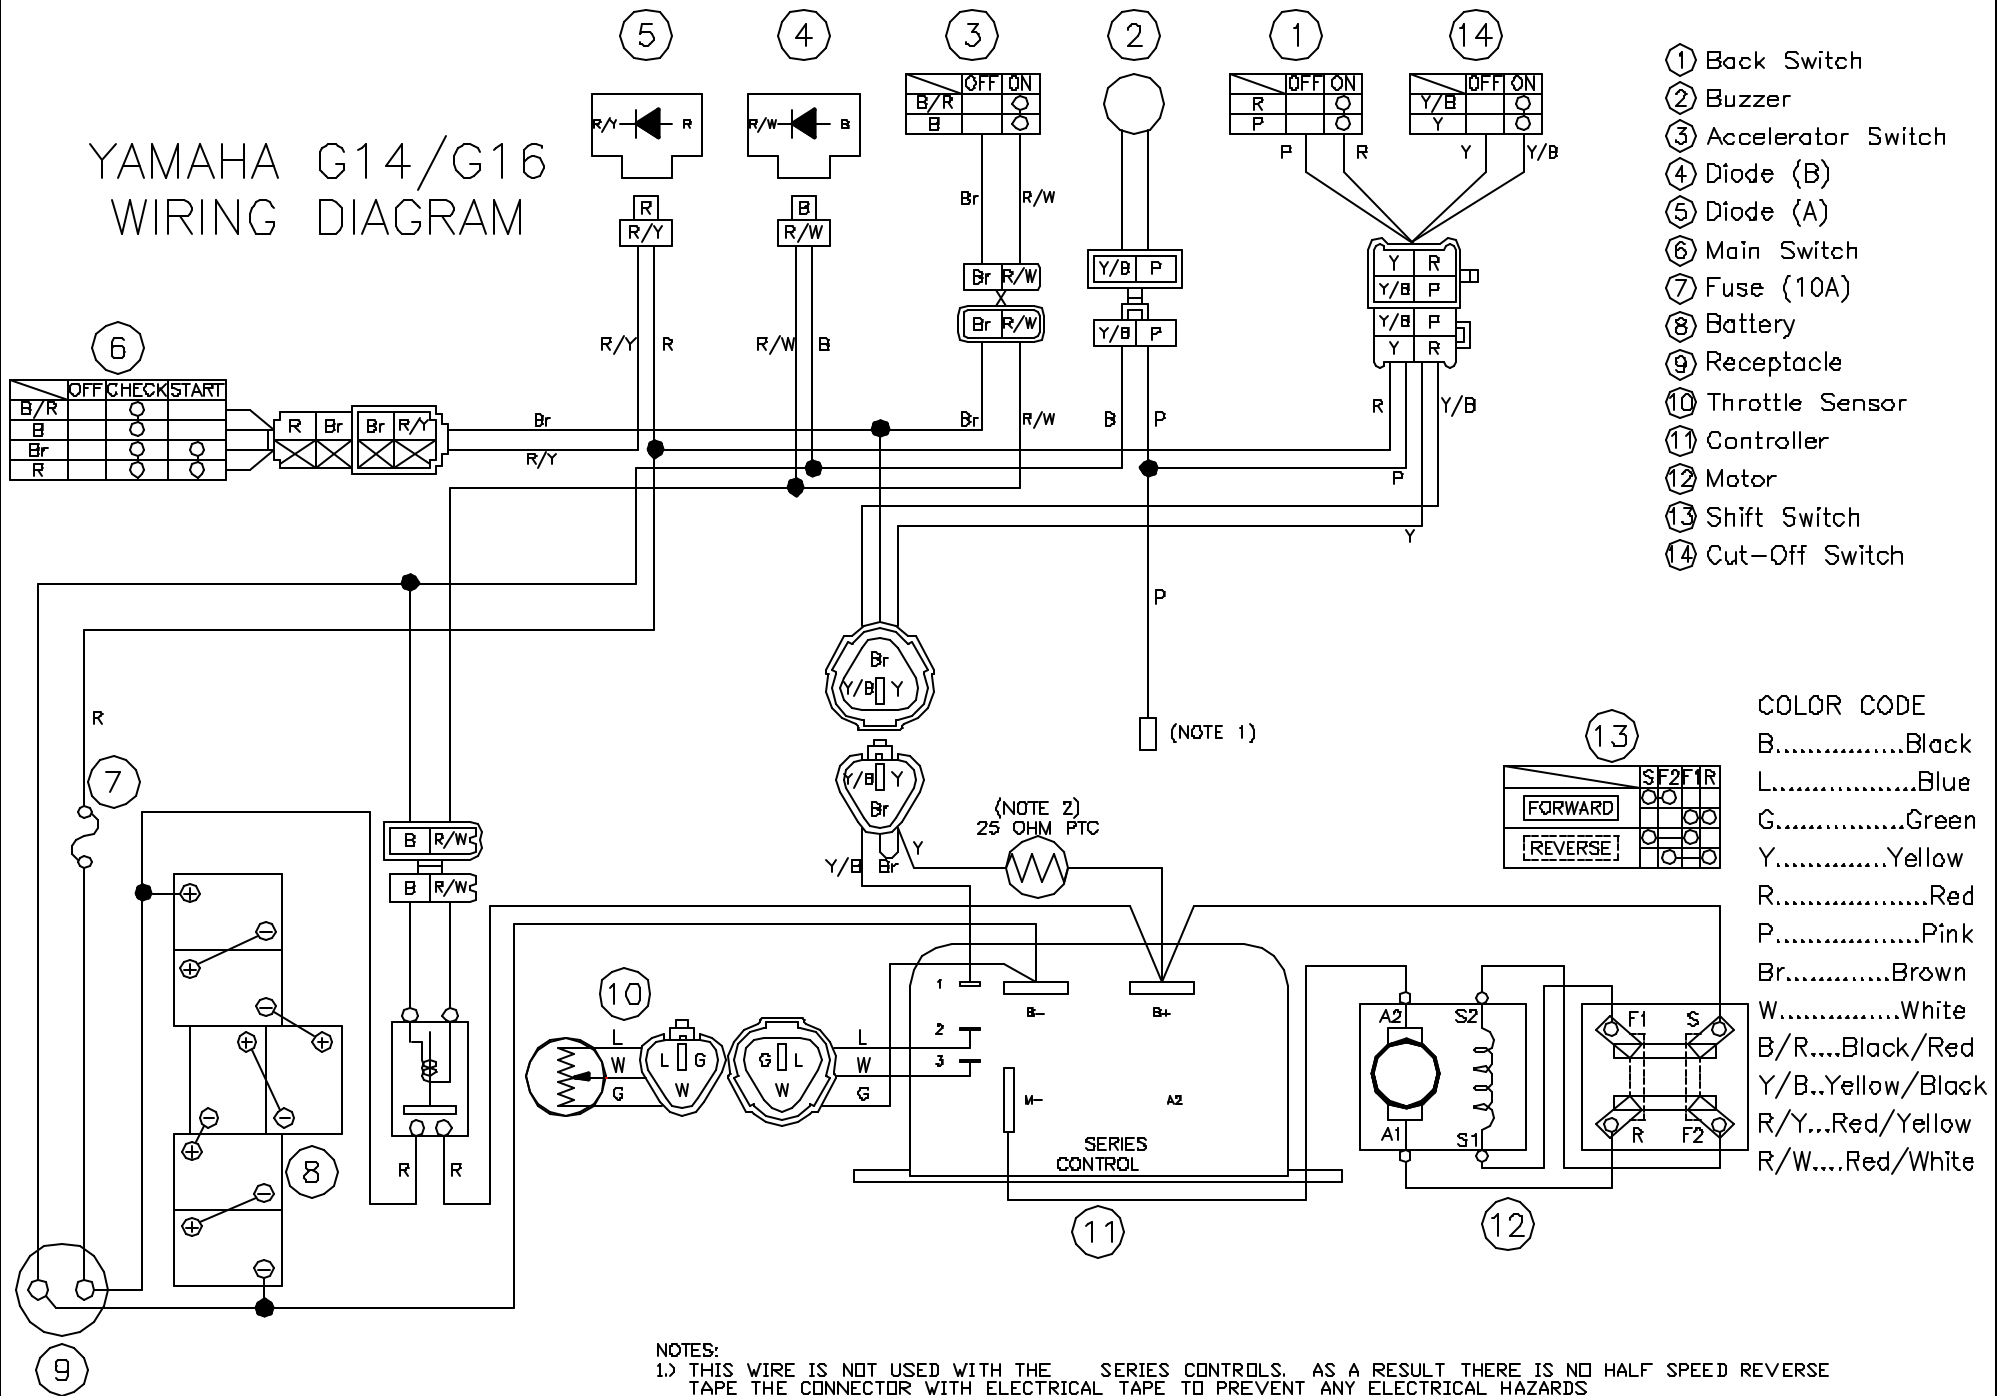 5
4
3
2
1
14
YAMAHA G14/G16
WIRING DIAGRAM
R/Y R
R/W B
OFF ON
B/R
B
OFF ON
R
P
OFF ON
Y/B
Y
P R
Y Y/B
R
R/Y
B
R/W
Br R/W
Br R/W
Br R/W
Y/B P
Y/B P
Y R
Y/B P
Y/B P
Y R
R/Y R
R/W B
Br R/W
B P
R Y/B
P
Y
P
(NOTE 1)
1 Back Switch
2 Buzzer
3 Accelerator Switch
4 Diode (B)
5 Diode (A)
6 Main Switch
7 Fuse (10A)
8 Battery
9 Receptacle
10 Throttle Sensor
11 Controller
12 Motor
13 Shift Switch
14 Cut-Off Switch
6
OFF CHECK START
B/R
B
Br
R
R Br Br R/Y
Br
R/Y
R
7
Br
Y/B Y
Y/B Y
Br
Y/B Br Y
(NOTE 2)
25 OHM PTC
B R/W
B R/W
R R
+
-
+
-
+ +
- -
+
-
+
-
8
9
10
L
W
G
L G
W
G L
W
L
W
G
1
2
3
B-
B+
M-
A2
SERIES
CONTROL
11
A2 S2
A1 S1
12
F1 S
R F2
13
S F2 F1 R
FORWARD
REVERSE
COLOR CODE
B...............Black
L.................Blue
G................Green
Y.............Yellow
R..................Red
P.................Pink
Br............Brown
W...............White
B/R....Black/Red
Y/B..Yellow/Black
R/Y...Red/Yellow
R/W....Red/White
NOTES:
1.) THIS WIRE IS NOT USED WITH THE SERIES CONTROLS. AS A RESULT THERE IS NO HALF SPEED REVERSE
TAPE THE CONNECTOR WITH ELECTRICAL TAPE TO PREVENT ANY ELECTRICAL HAZARDS